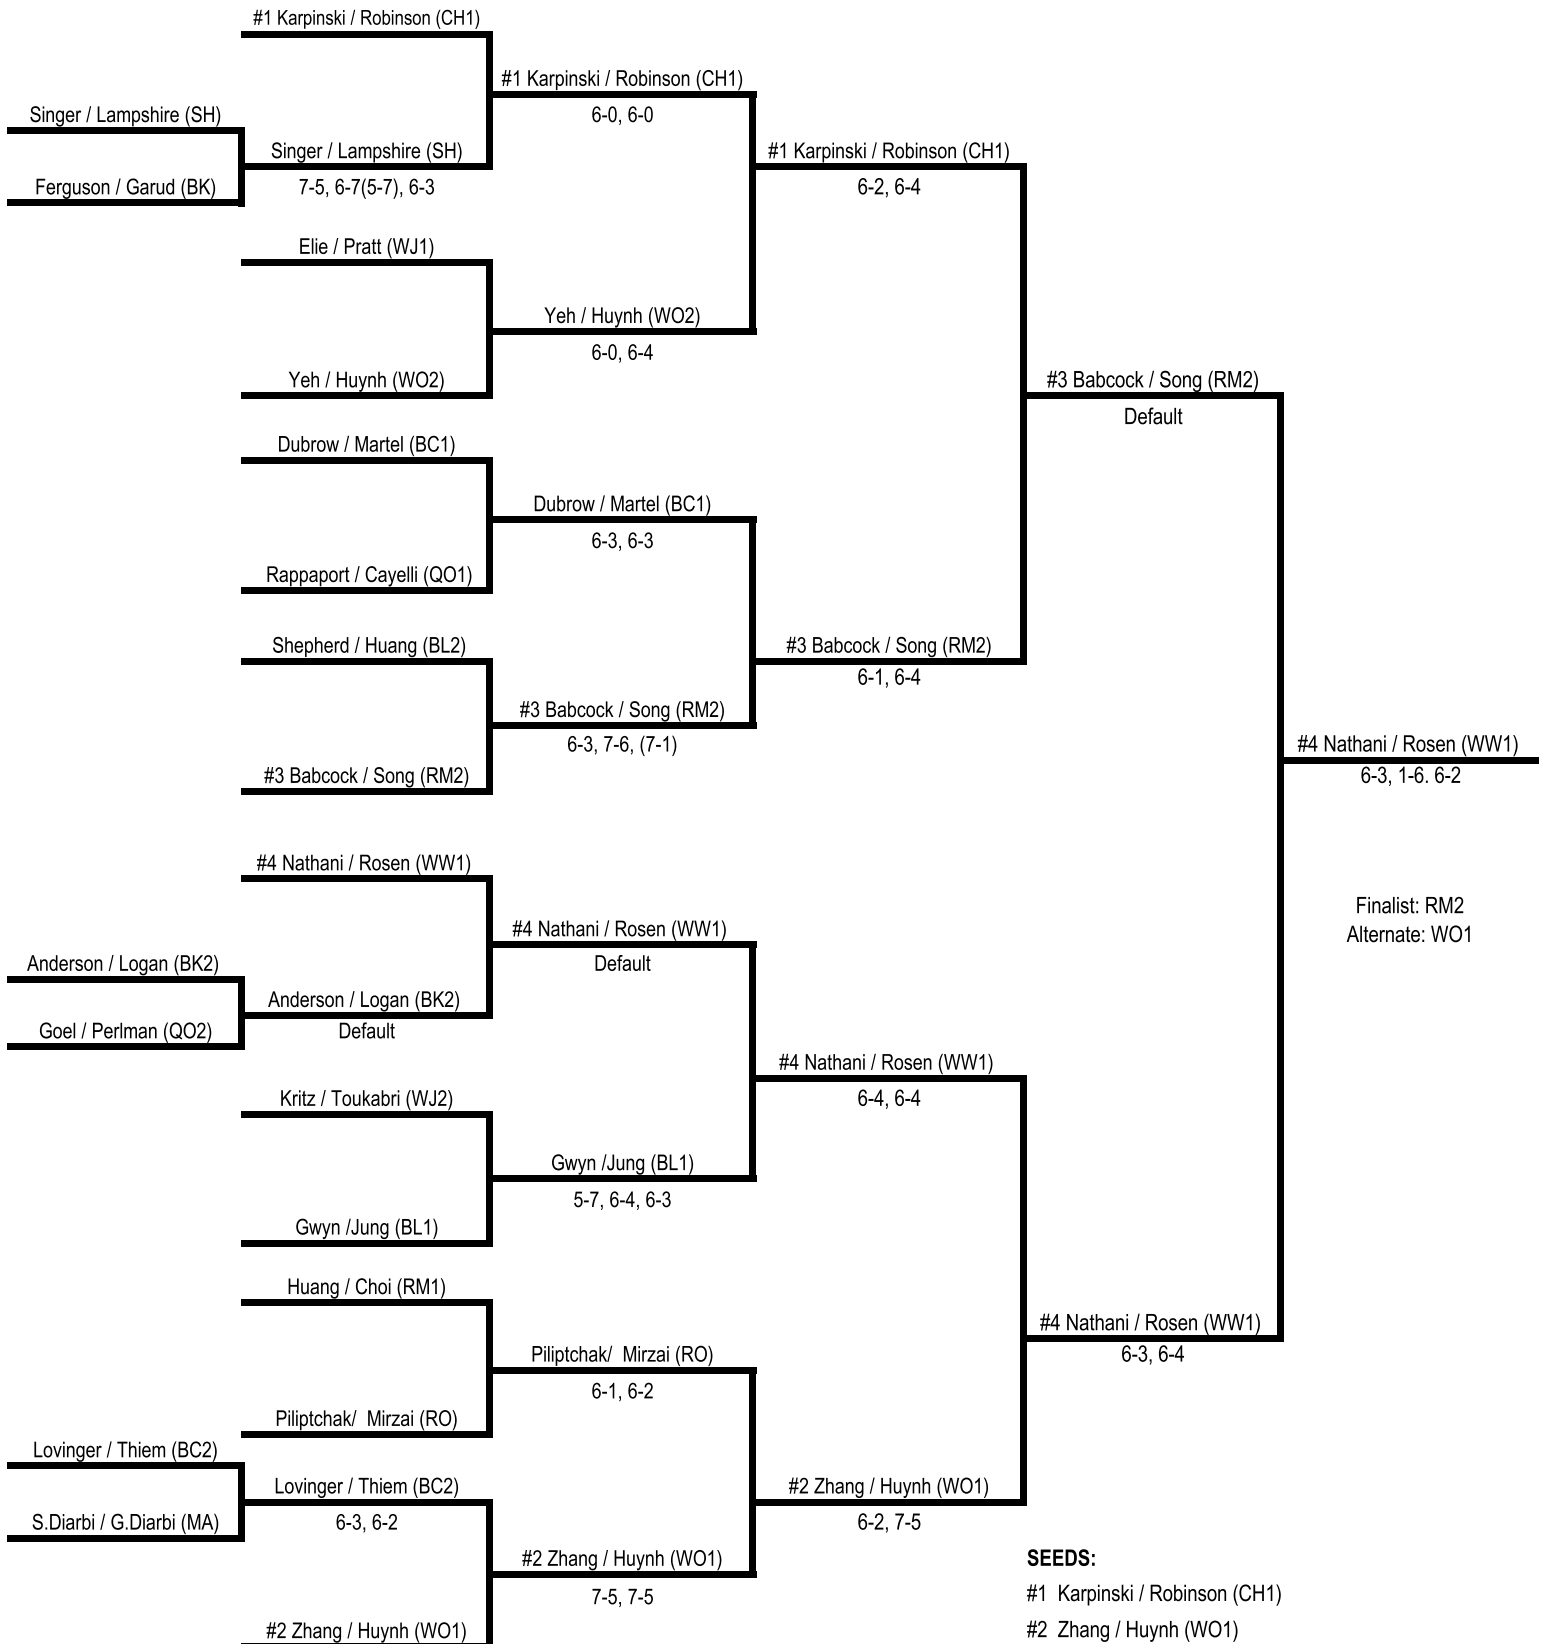 #1 Karpinski / Robinson (CH1)
#1 Karpinski / Robinson (CH1)
6-0, 6-0
Singer / Lampshire (SH)
Singer / Lampshire (SH)
#1 Karpinski / Robinson (CH1)
Ferguson / Garud (BK)
7-5, 6-7(5-7), 6-3
6-2, 6-4
Elie / Pratt (WJ1)
Yeh / Huynh (WO2)
6-0, 6-4
Yeh / Huynh (WO2)
#3 Babcock / Song (RM2)
Default
Dubrow / Martel (BC1)
Dubrow / Martel (BC1)
6-3, 6-3
Rappaport / Cayelli (QO1)
Shepherd / Huang (BL2)
#3 Babcock / Song (RM2)
6-1, 6-4
#3 Babcock / Song (RM2)
6-3, 7-6, (7-1)
#4 Nathani / Rosen (WW1)
6-3, 1-6. 6-2
#3 Babcock / Song (RM2)
#4 Nathani / Rosen (WW1)
Finalist: RM2
Alternate: WO1
#4 Nathani / Rosen (WW1)
Default
Anderson / Logan (BK2)
Anderson / Logan (BK2)
Goel / Perlman (QO2)
Default
#4 Nathani / Rosen (WW1)
6-4, 6-4
Kritz / Toukabri (WJ2)
Gwyn /Jung (BL1)
5-7, 6-4, 6-3
Gwyn /Jung (BL1)
Huang / Choi (RM1)
#4 Nathani / Rosen (WW1)
6-3, 6-4
Piliptchak/  Mirzai (RO)
6-1, 6-2
Piliptchak/  Mirzai (RO)
Lovinger / Thiem (BC2)
Lovinger / Thiem (BC2)
#2 Zhang / Huynh (WO1)
S.Diarbi / G.Diarbi (MA)
6-3, 6-2
6-2, 7-5
#2 Zhang / Huynh (WO1)
7-5, 7-5
#2 Zhang / Huynh (WO1)
SEEDS:
#1  Karpinski / Robinson (CH1)
#2  Zhang / Huynh (WO1)